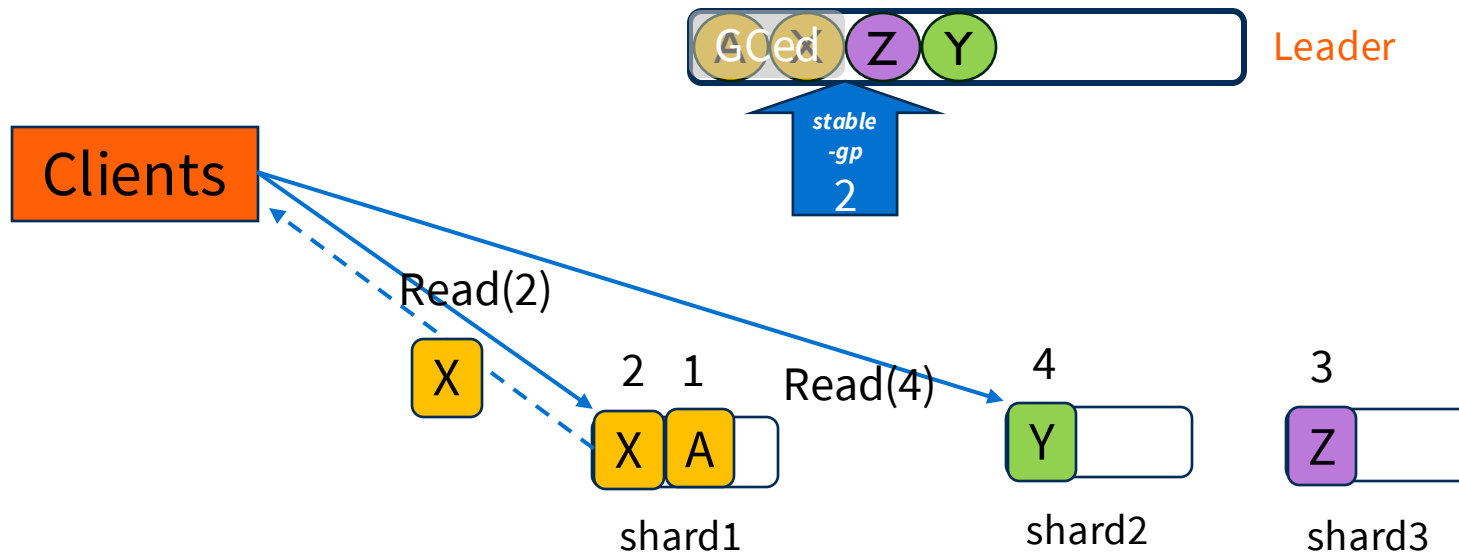 A X Z Y
GCed
Leader
stable
-gp
2
Clients
Read(2)
X
Read(4)
2 1
4
3
X A
Y
Z
shard1
shard2
shard3